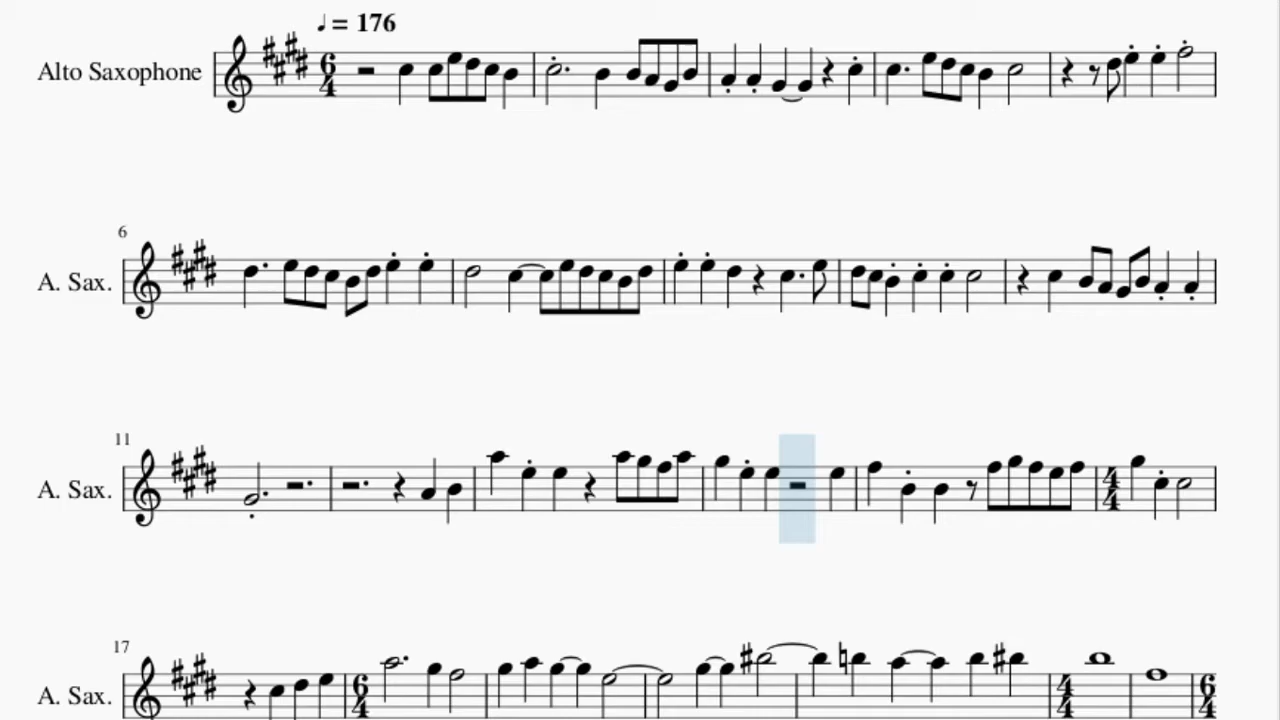 ♩ = 176
Alto Saxophone 6 4
6
A. Sax.
11
A. Sax. 4 4
17
A. Sax. 6 4 4 4 6 4